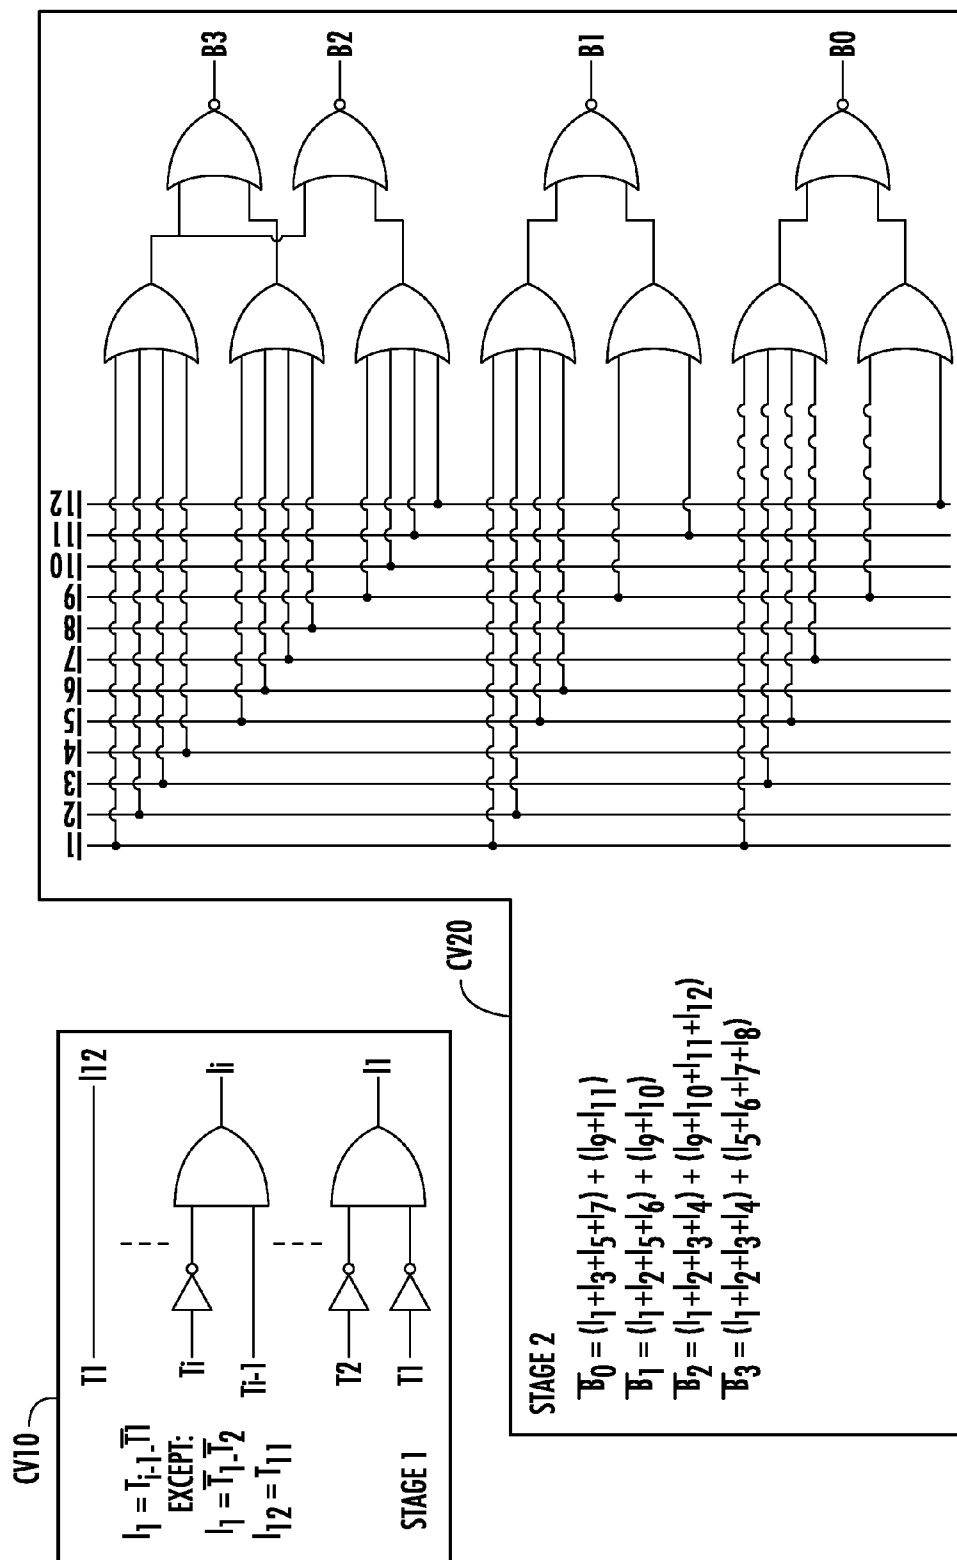 CV10
T1 I12
Ti Ii
Ti-1
T2 I1
T1
I₁ = T̅ᵢ₋₁-T̅1̅
EXCEPT:
I₁ = T̅₁-T̅₂
I₁₂ = T₁₁
STAGE 1
CV20
STAGE 2
B̅₀ = (I₁+I₃+I₅+I₇) + (I₉+I₁₁)
B̅₁ = (I₁+I₂+I₅+I₆) + (I₉+I₁₀)
B̅₂ = (I₁+I₂+I₃+I₄) + (I₉+I₁₀+I₁₁+I₁₂)
B̅₃ = (I₁+I₂+I₃+I₄) + (I₅+I₆+I₇+I₈)
I1
I2
I3
I4
I5
I6
I7
I8
I9
I10
I11
I12
B3
B2
B1
B0